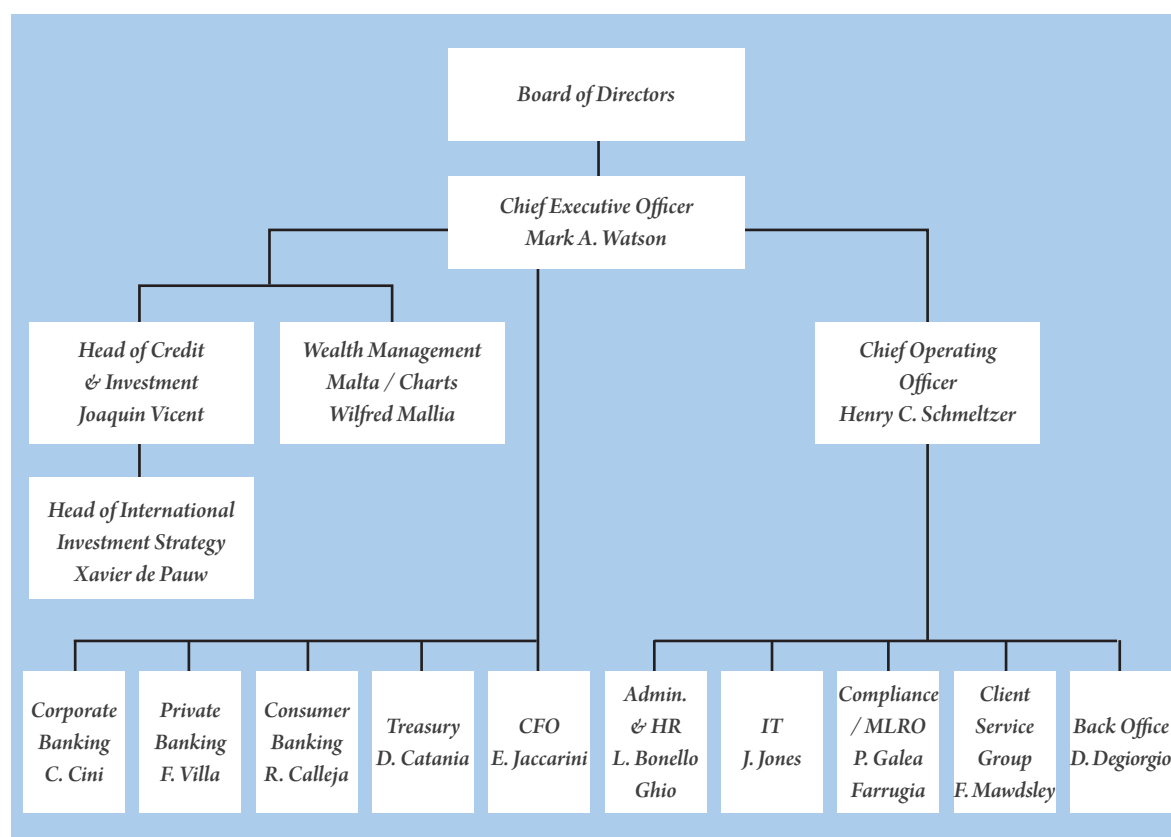 Board of Directors
Chief Executive Officer
Mark A. Watson
Head of Credit
& Investment
Joaquin Vicent
Wealth Management
Malta / Charts
Wilfred Mallia
Chief Operating
Officer
Henry C. Schmeltzer
Head of International
Investment Strategy
Xavier de Pauw
Corporate
Banking
C. Cini
Private
Banking
F. Villa
Consumer
Banking
R. Calleja
Treasury
D. Catania
CFO
E. Jaccarini
Admin.
& HR
L. Bonello
Ghio
IT
J. Jones
Compliance
/ MLRO
P. Galea
Farrugia
Client
Service
Group
F. Mawdsley
Back Office
D. Degiorgio